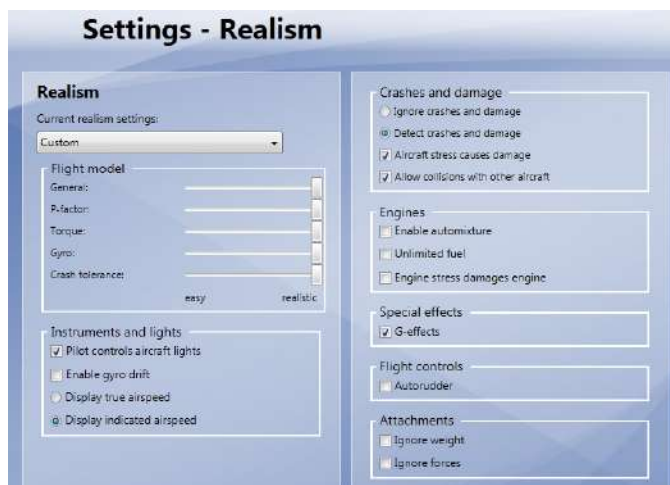 Settings - Realism
Realism
Current realism settings:
Custom
Flight model
General:
P-factor:
Torque:
Gyro:
Crash tolerance:
easy realistic
Instruments and lights
Pilot controls aircraft lights
Enable gyro drift
Display true airspeed
Display indicated airspeed
Crashes and damage
Ignore crashes and damage
Detect crashes and damage
Aircraft stress causes damage
Allow collisions with other aircraft
Engines
Enable automixture
Unlimited fuel
Engine stress damages engine
Special effects
G-effects
Flight controls
Autorudder
Attachments
Ignore weight
Ignore forces